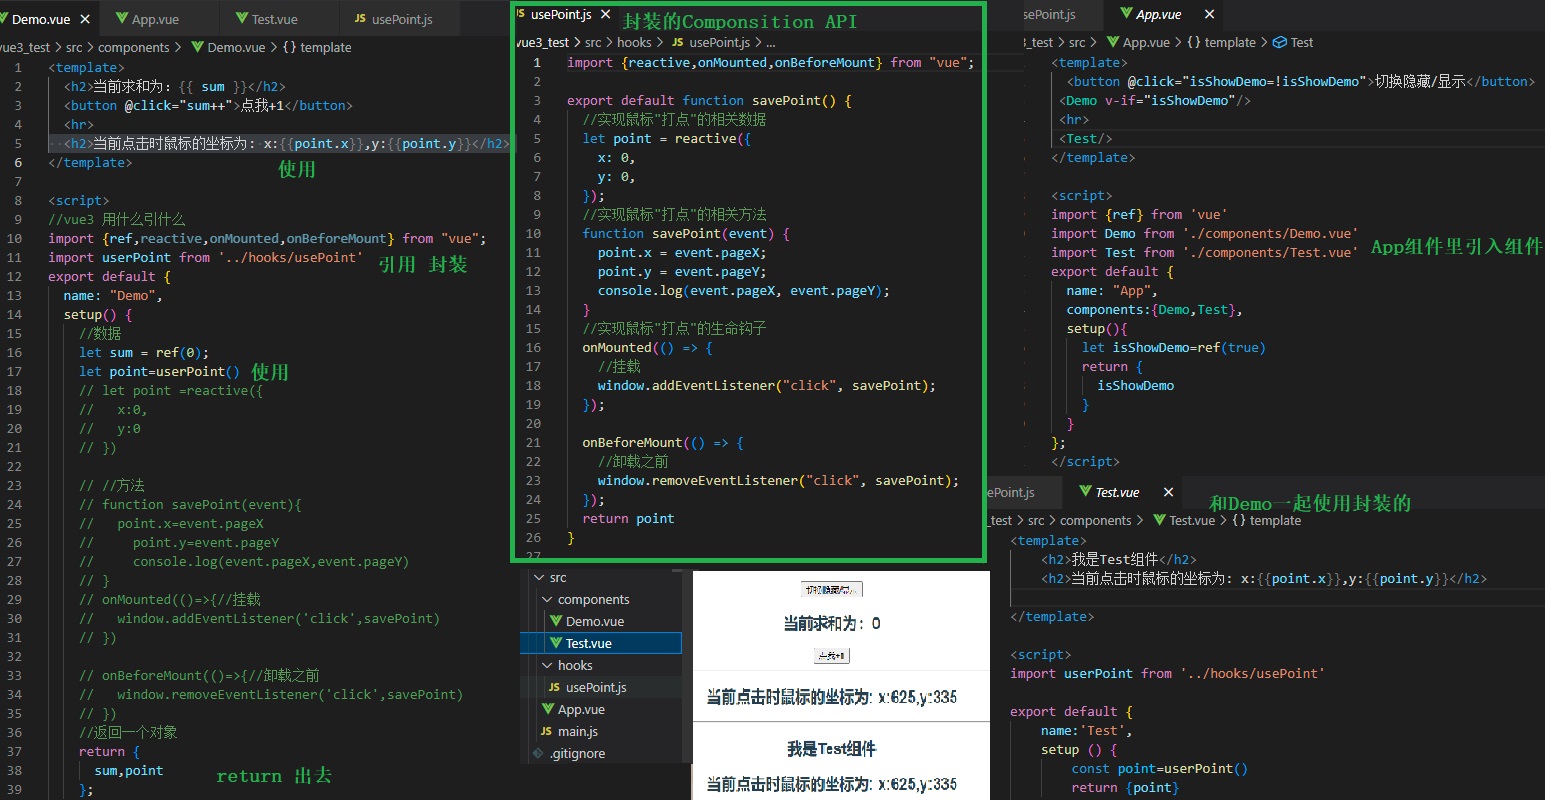 Demo.vue ×
App.vue
Test.vue
JS usePoint.js
vue3_test > src > components > Demo.vue > {} template
1 <template>
2 <h2>当前求和为: {{ sum }}</h2>
3 <button @click="sum++">点我+1</button>
4 <hr>
5 <h2>当前点击时鼠标的坐标为: x:{{point.x}},y:{{point.y}}</h2>
6 </template>
使用
7
8 <script>
9 //vue3 用什么引什么
10 import {ref,reactive,onMounted,onBeforeMount} from "vue";
11 import userPoint from '../hooks/usePoint' 引用 封装
12 export default {
13 name: "Demo",
14 setup() {
15 //数据
16 let sum = ref(0);
17 let point=userPoint() 使用
18 // let point =reactive({
19 // x:0,
20 // y:0
21 // })
22
23 // //方法
24 // function savePoint(event){
25 // point.x=event.pageX
26 // point.y=event.pageY
27 // console.log(event.pageX,event.pageY)
28 // }
29 // onMounted(()=>{//挂载
30 // window.addEventListener('click',savePoint)
31 // })
32
33 // onBeforeMount(()=>{//卸载之前
34 // window.removeEventListener('click',savePoint)
35 // })
36 //返回一个对象
37 return {
38 sum,point return 出去
39 };
JS usePoint.js × 封装的Componsition API
vue3_test > src > hooks > JS usePoint.js > ...
1 import {reactive,onMounted,onBeforeMount} from "vue";
2
3 export default function savePoint() {
4 //实现鼠标"打点"的相关数据
5 let point = reactive({
6 x: 0,
7 y: 0,
8 });
9 //实现鼠标"打点"的相关方法
10 function savePoint(event) {
11 point.x = event.pageX;
12 point.y = event.pageY;
13 console.log(event.pageX, event.pageY);
14 }
15 //实现鼠标"打点"的生命钩子
16 onMounted(() => {
17 //挂载
18 window.addEventListener("click", savePoint);
19 });
20
21 onBeforeMount(() => {
22 //卸载之前
23 window.removeEventListener("click", savePoint);
24 });
25 return point
26 }
27
src
components
Demo.vue
Test.vue
hooks
JS usePoint.js
App.vue
JS main.js
.gitignore
切换隐藏/显示
当前求和为: 0
点我+1
当前点击时鼠标的坐标为: x:625,y:335
我是Test组件
当前点击时鼠标的坐标为: x:625,y:335
sePoint.js
App.vue ×
3_test > src > App.vue > {} template > Test
<template>
<button @click="isShowDemo=!isShowDemo">切换隐藏/显示</button>
<Demo v-if="isShowDemo"/>
<hr>
<Test/>
</template>
<script>
import {ref} from 'vue'
import Demo from './components/Demo.vue'
import Test from './components/Test.vue' App组件里引入组件
export default {
name: "App",
components:{Demo,Test},
setup(){
let isShowDemo=ref(true)
return {
isShowDemo
}
}
};
</script>
ePoint.js
Test.vue ×
和Demo一起使用封装的
_test > src > components > Test.vue > {} template
<template>
<h2>我是Test组件</h2>
<h2>当前点击时鼠标的坐标为: x:{{point.x}},y:{{point.y}}</h2>
</template>
<script>
import userPoint from '../hooks/usePoint'
export default {
name:'Test',
setup () {
const point=userPoint()
return {point}